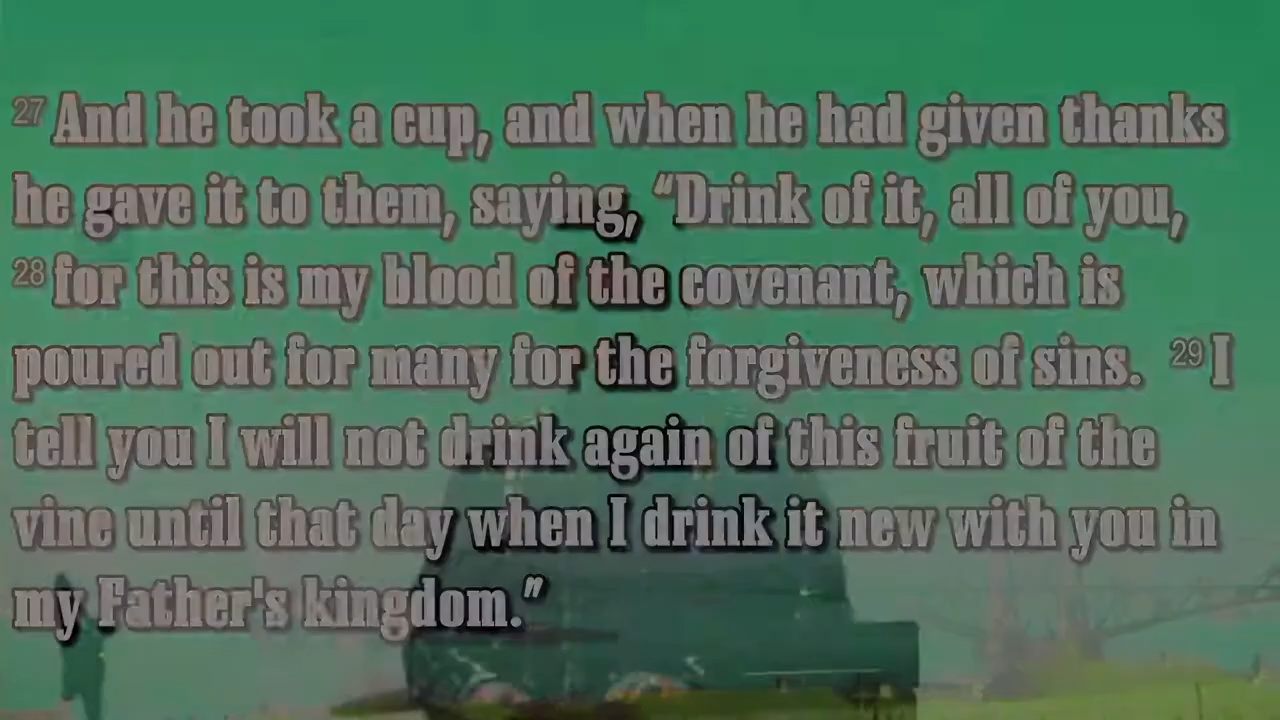 27 And he took a cup, and when he had given thanks
he gave it to them, saying, “Drink of it, all of you,
28 for this is my blood of the covenant, which is
poured out for many for the forgiveness of sins. 29 I
tell you I will not drink again of this fruit of the
vine until that day when I drink it new with you in
my Father's kingdom.”